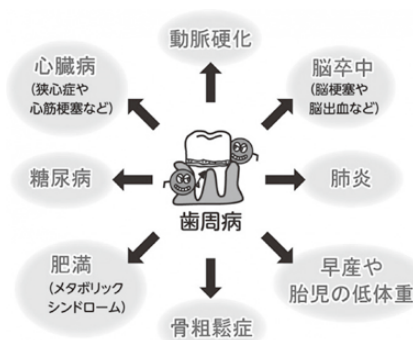 動脈硬化
心臓病
(狭心症や
心筋梗塞など)
脳卒中
(脳梗塞や
脳出血など)
糖尿病
歯周病
肺炎
肥満
(メタボリック
シンドローム)
骨粗鬆症
早産や
胎児の低体重